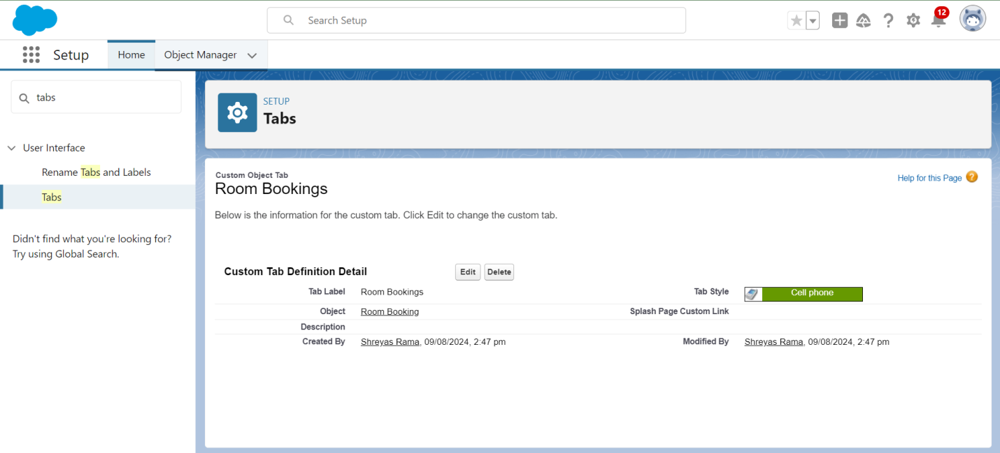 Search Setup
12
Setup
Home
Object Manager
tabs
User Interface
Rename Tabs and Labels
Tabs
Didn't find what you're looking for?
Try using Global Search.
SETUP
Tabs
Custom Object Tab
Room Bookings
Help for this Page ?
Below is the information for the custom tab. Click Edit to change the custom tab.
Custom Tab Definition Detail Edit Delete
Tab Label Room Bookings Tab Style Cell phone
Object Room Booking Splash Page Custom Link
Description
Created By Shreyas Rama, 09/08/2024, 2:47 pm Modified By Shreyas Rama, 09/08/2024, 2:47 pm